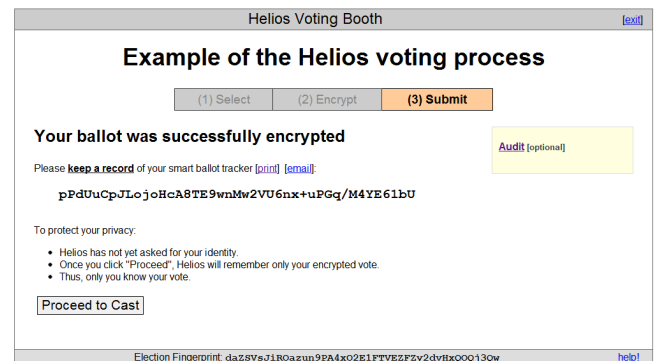 Helios Voting Booth [exit]
Example of the Helios voting process
(1) Select (2) Encrypt (3) Submit
Your ballot was successfully encrypted
Audit [optional]
Please keep a record of your smart ballot tracker [print] [email]:
pPdUuCpJLojoHcA8TE9wnMw2VU6nx+uPGq/M4YE61bU
To protect your privacy:
• Helios has not yet asked for your identity.
• Once you click "Proceed", Helios will remember only your encrypted vote.
• Thus, only you know your vote.
Proceed to Cast
Election Fingerprint: help!